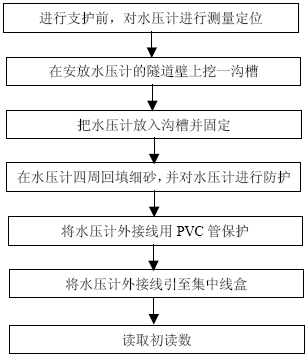 进行支护前，对水压计进行测量定位
在安放水压计的隧道壁上挖一沟槽
把水压计放入沟槽并固定
在水压计四周回填细砂，并对水压计进行防护
将水压计外接线用 PVC 管保护
将水压计外接线引至集中线盒
读取初读数